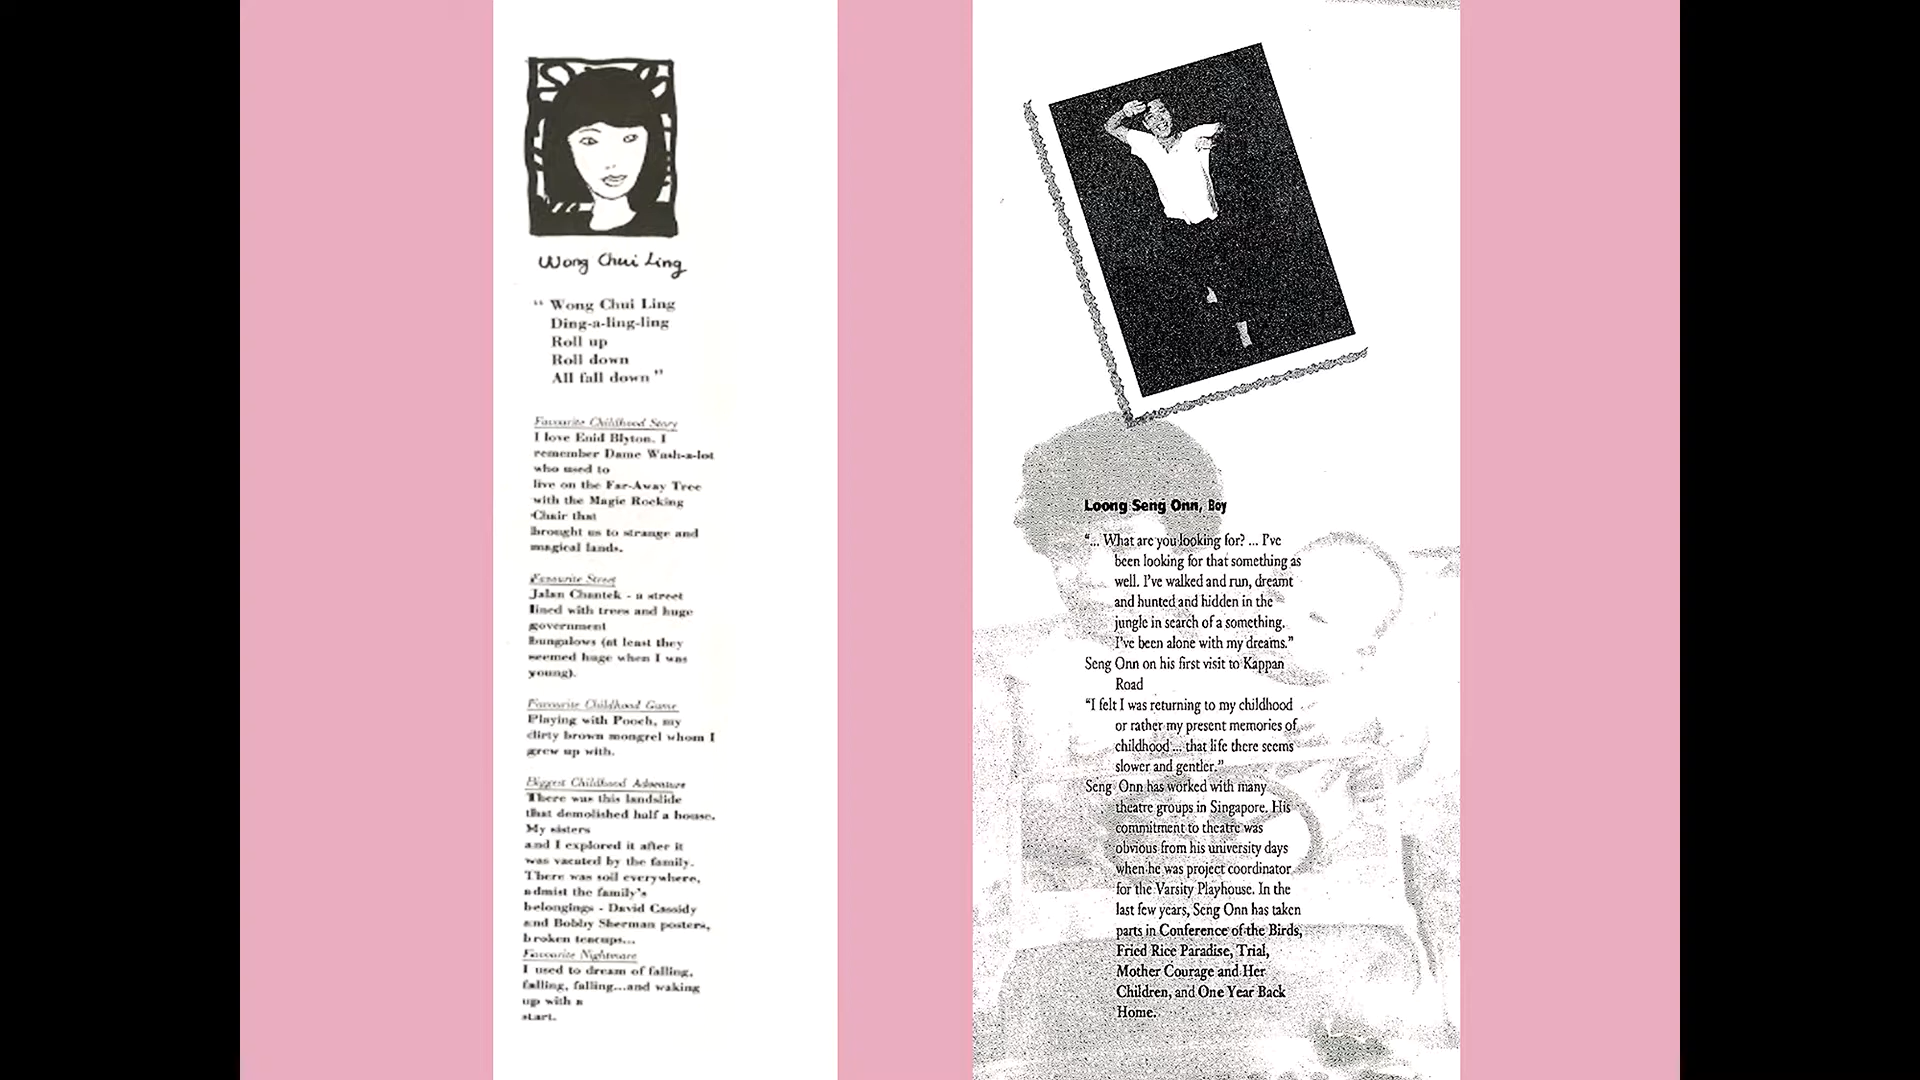 Wong Chui Ling
“ Wong Chui Ling
Ding-a-ling-ling
Roll up
Roll down
All fall down ”
Favourite Childhood Story
I love Enid Blyton. I
remember Dame Wash-a-lot
who used to
live on the Far-Away Tree
with the Magic Rocking
Chair that
brought us to strange and
magical lands.
Favourite Street
Jalan Chantek - a street
lined with trees and huge
government
bungalows (at least they
seemed huge when I was
young).
Favourite Childhood Game
Playing with Pooch, my
dirty brown mongrel whom I
grew up with.
Biggest Childhood Adventure
There was this landslide
that demolished half a house.
My sisters
and I explored it after it
was vacated by the family.
There was soil everywhere,
admist the family's
belongings - David Cassidy
and Bobby Sherman posters,
broken teacups...
Favourite Nightmare
I used to dream of falling,
falling, falling...and waking
up with a
start.
Loong Seng Onn, Boy
“... What are you looking for? ... I've
been looking for that something as
well. I've walked and run, dreamt
and hunted and hidden in the
jungle in search of a something.
I've been alone with my dreams.”
Seng Onn on his first visit to Kappan
Road
“I felt I was returning to my childhood
or rather my present memories of
childhood... that life there seems
slower and gentler.”
Seng Onn has worked with many
theatre groups in Singapore. His
commitment to theatre was
obvious from his university days
when he was project coordinator
for the Varsity Playhouse. In the
last few years, Seng Onn has taken
parts in Conference of the Birds,
Fried Rice Paradise, Trial,
Mother Courage and Her
Children, and One Year Back
Home.